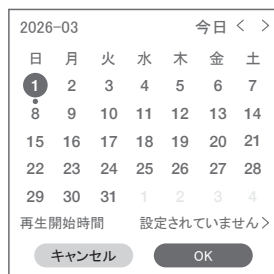 2026-03 今日 < >
日 月 火 水 木 金 土
1 2 3 4 5 6 7
8 9 10 11 12 13 14
15 16 17 18 19 20 21
22 23 24 25 26 27 28
29 30 31 1 2 3 4
再生開始時間 設定されていません>
キャンセル OK